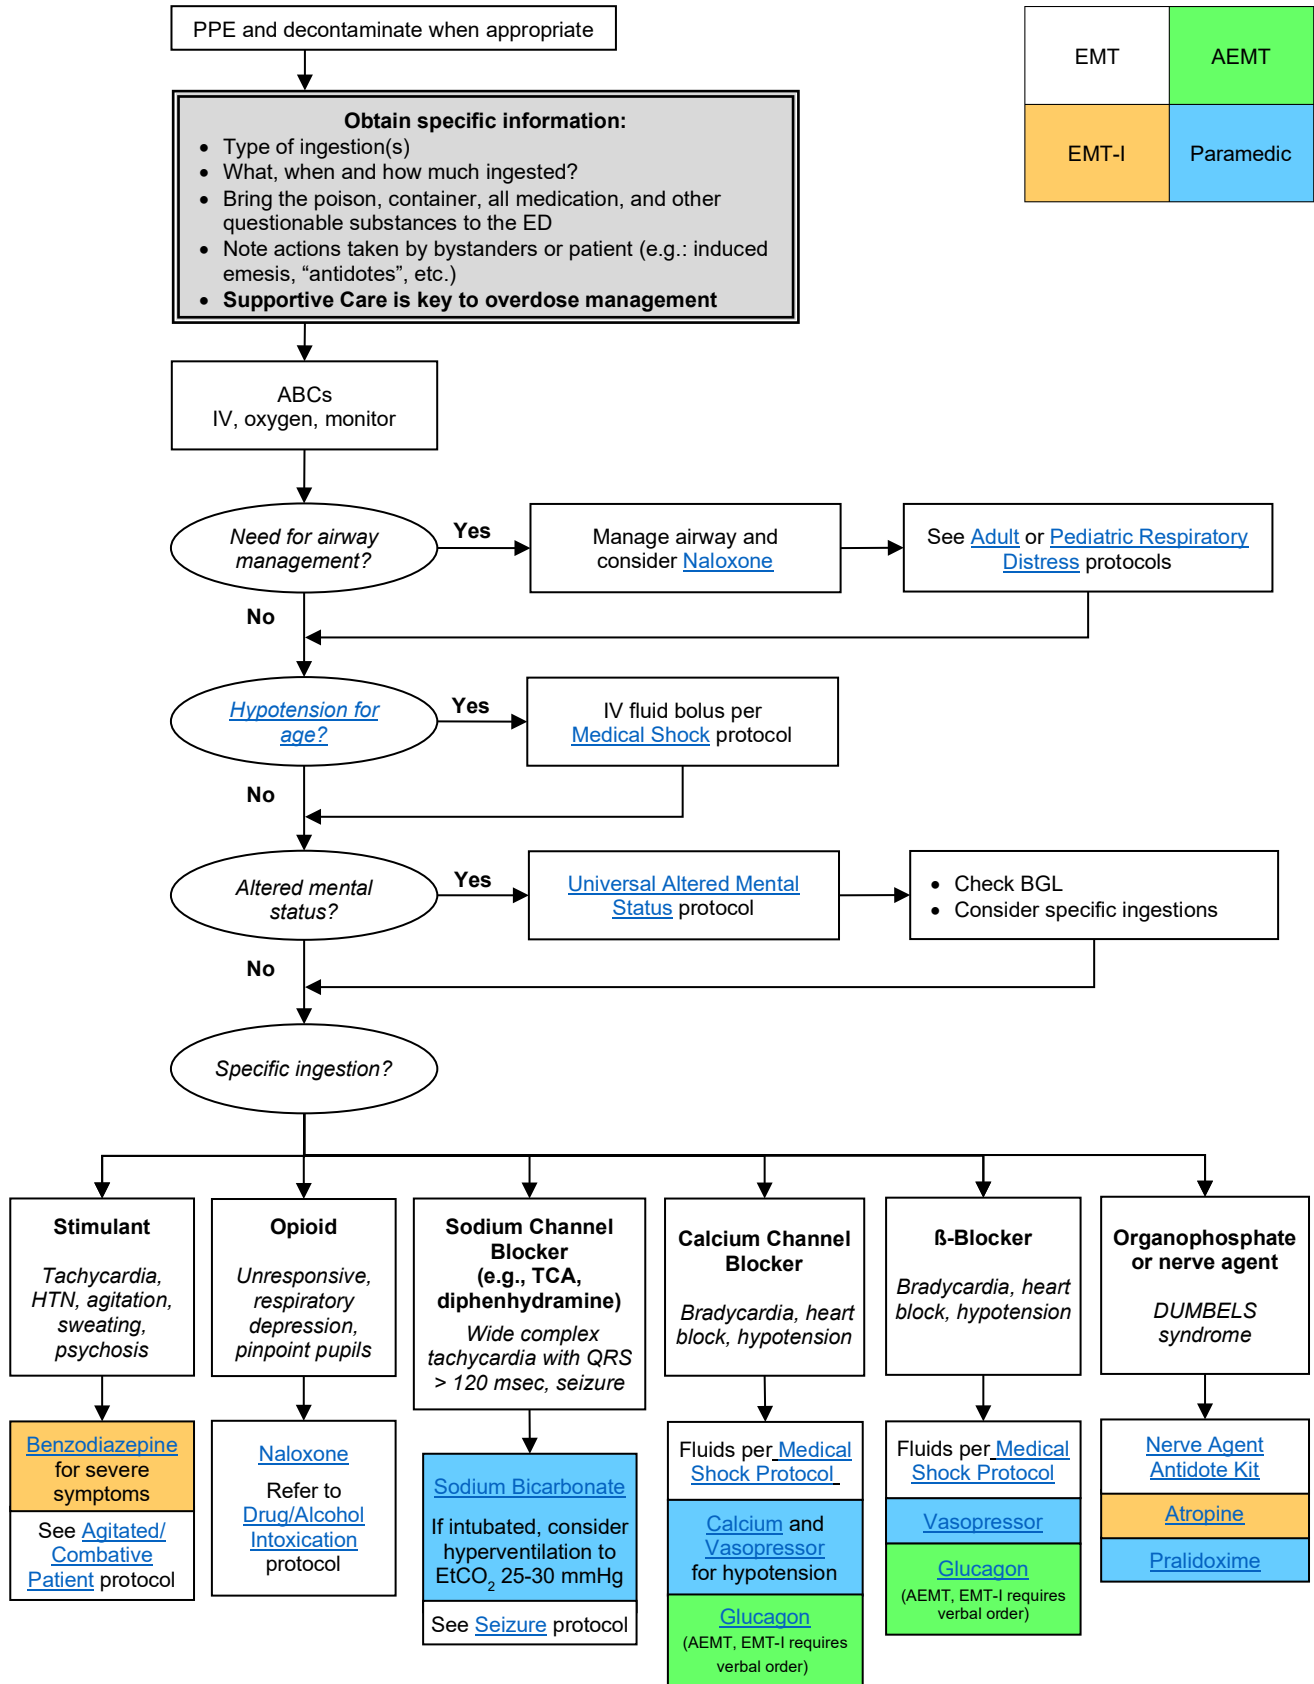 PPE and decontaminate when appropriate
EMT
AEMT
EMT-I
Paramedic
Obtain specific information:
• Type of ingestion(s)
• What, when and how much ingested?
• Bring the poison, container, all medication, and other
questionable substances to the ED
• Note actions taken by bystanders or patient (e.g.: induced
emesis, “antidotes”, etc.)
• Supportive Care is key to overdose management
ABCs
IV, oxygen, monitor
Need for airway
management?
Yes
Manage airway and
consider Naloxone
See Adult or Pediatric Respiratory
Distress protocols
No
Hypotension for
age?
Yes
IV fluid bolus per
Medical Shock protocol
No
Altered mental
status?
Yes
Universal Altered Mental
Status protocol
• Check BGL
• Consider specific ingestions
No
Specific ingestion?
Stimulant
Tachycardia,
HTN, agitation,
sweating,
psychosis
Benzodiazepine
for severe
symptoms
See Agitated/
Combative
Patient protocol
Opioid
Unresponsive,
respiratory
depression,
pinpoint pupils
Naloxone
Refer to
Drug/Alcohol
Intoxication
protocol
Sodium Channel
Blocker
(e.g., TCA,
diphenhydramine)
Wide complex
tachycardia with QRS
> 120 msec, seizure
Sodium Bicarbonate
If intubated, consider
hyperventilation to
EtCO2 25-30 mmHg
See Seizure protocol
Calcium Channel
Blocker
Bradycardia, heart
block, hypotension
Fluids per Medical
Shock Protocol
Calcium and
Vasopressor
for hypotension
Glucagon
(AEMT, EMT-I requires
verbal order)
ß-Blocker
Bradycardia, heart
block, hypotension
Fluids per Medical
Shock Protocol
Vasopressor
Glucagon
(AEMT, EMT-I requires
verbal order)
Organophosphate
or nerve agent
DUMBELS
syndrome
Nerve Agent
Antidote Kit
Atropine
Pralidoxime